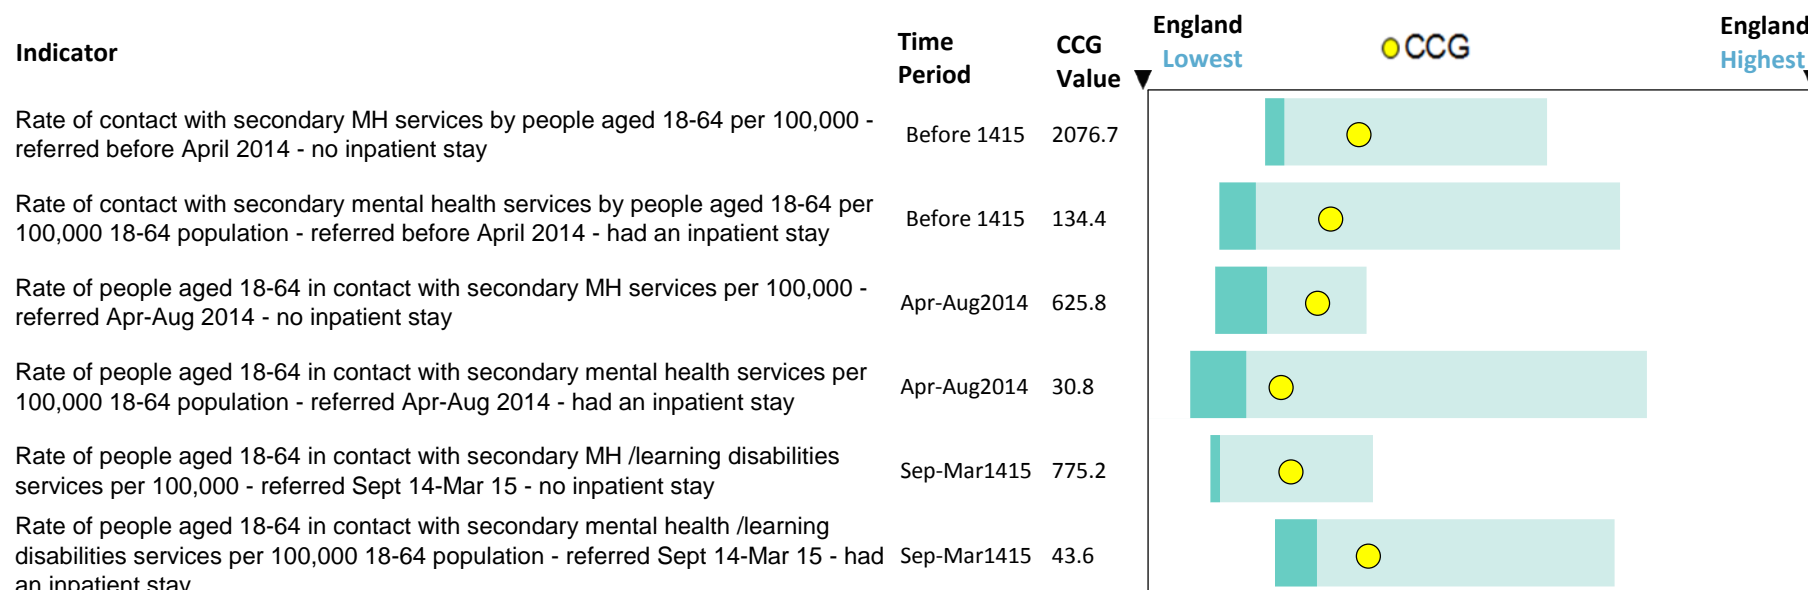 Indicator
Time
Period
CCG
Value
England
Lowest
CCG
England
Highest
Rate of contact with secondary MH services by people aged 18-64 per 100,000 -
referred before April 2014 - no inpatient stay
Before 1415
2076.7
Rate of contact with secondary mental health services by people aged 18-64 per
100,000 18-64 population - referred before April 2014 - had an inpatient stay
Before 1415
134.4
Rate of people aged 18-64 in contact with secondary MH services per 100,000 -
referred Apr-Aug 2014 - no inpatient stay
Apr-Aug2014
625.8
Rate of people aged 18-64 in contact with secondary mental health services per
100,000 18-64 population - referred Apr-Aug 2014 - had an inpatient stay
Apr-Aug2014
30.8
Rate of people aged 18-64 in contact with secondary MH /learning disabilities
services per 100,000 - referred Sept 14-Mar 15 - no inpatient stay
Sep-Mar1415
775.2
Rate of people aged 18-64 in contact with secondary mental health /learning
disabilities services per 100,000 18-64 population - referred Sept 14-Mar 15 - had
an inpatient stay
Sep-Mar1415
43.6